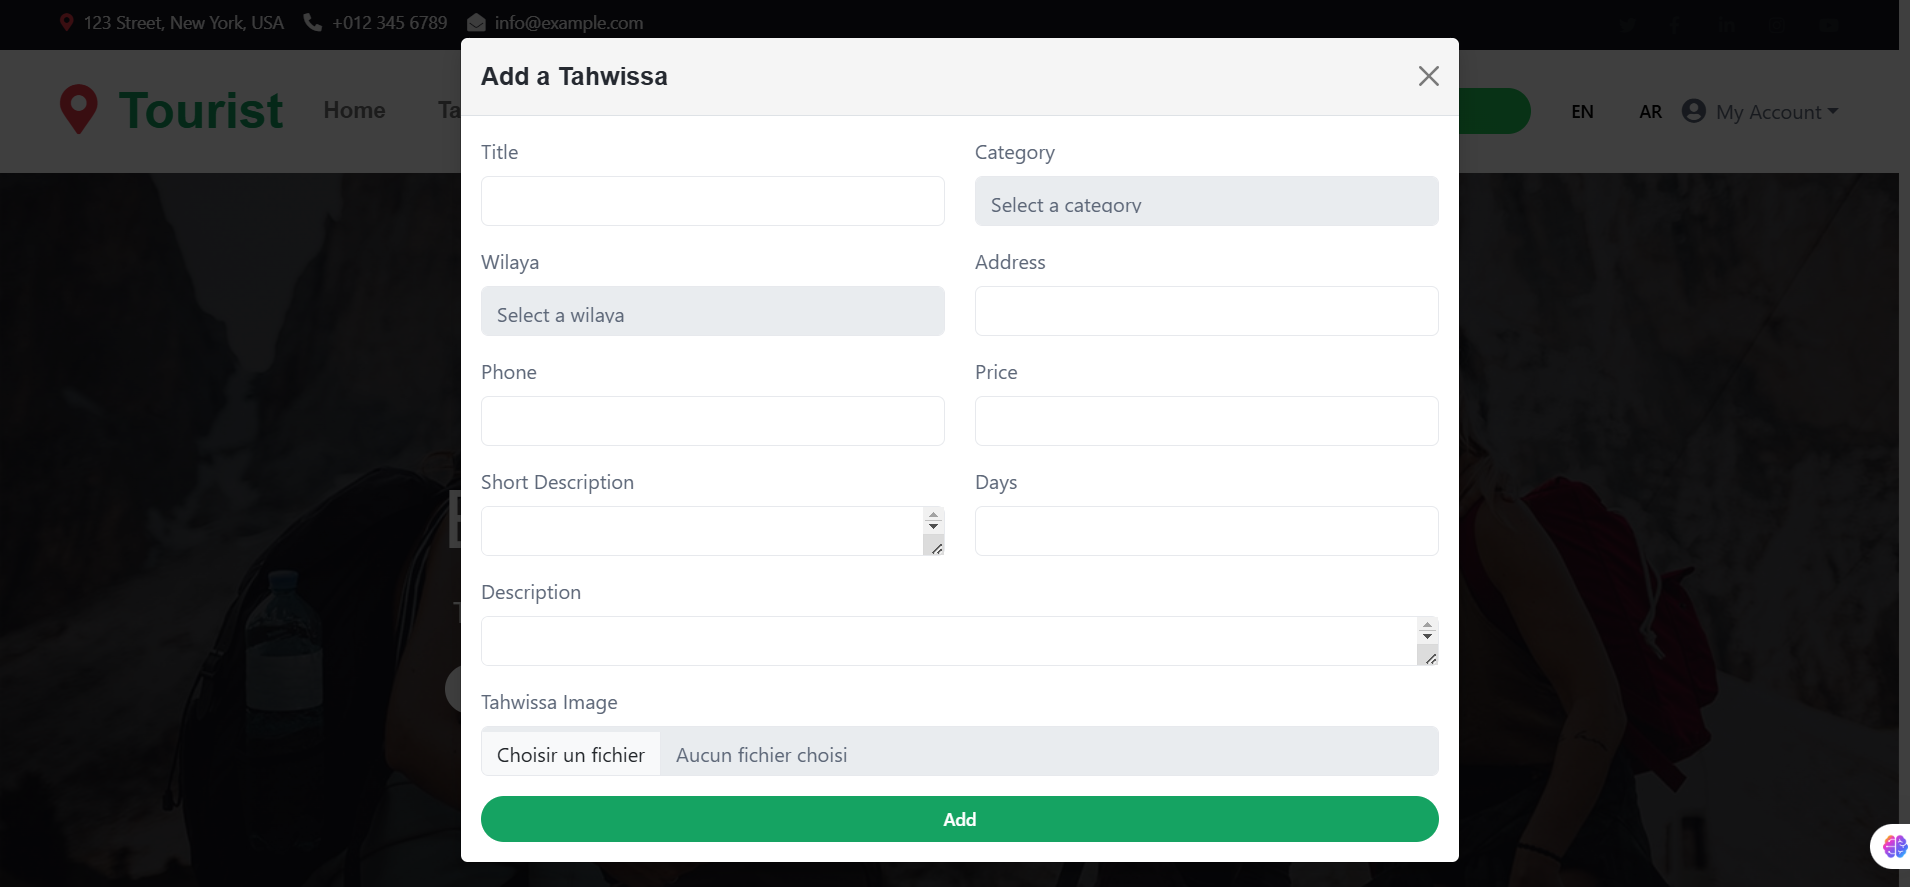 123 Street, New York, USA +012 345 6789 info@example.com
Add a Tahwissa
Tourist Home Ta EN AR My Account
Title Category
Select a category
Wilaya Address
Select a wilaya
Phone Price
Short Description Days
Description
Tahwissa Image
Choisir un fichier Aucun fichier choisi
Add